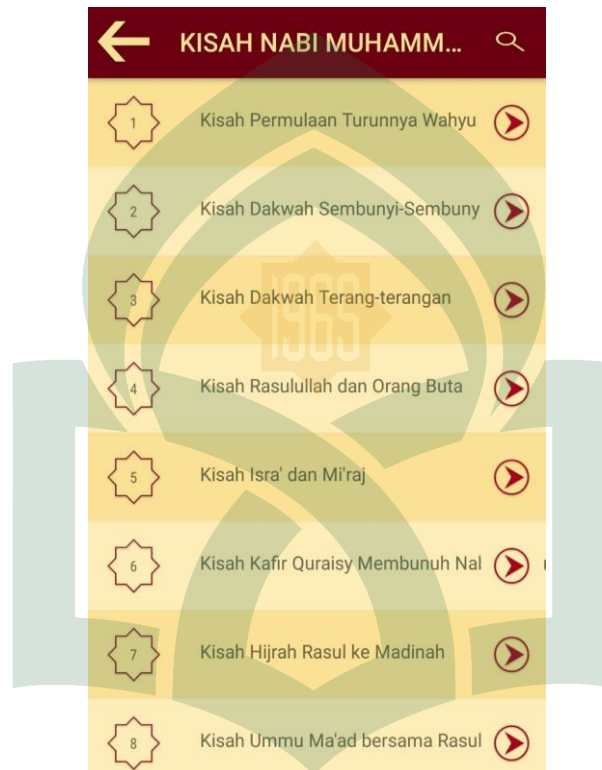 KISAH NABI MUHAMM...
1 Kisah Permulaan Turunnya Wahyu
2 Kisah Dakwah Sembunyi-Sembuny
3 Kisah Dakwah Terang-terangan
1965
4 Kisah Rasulullah dan Orang Buta
5 Kisah Isra' dan Mi'raj
6 Kisah Kafir Quraisy Membunuh Nal
7 Kisah Hijrah Rasul ke Madinah
8 Kisah Ummu Ma'ad bersama Rasul